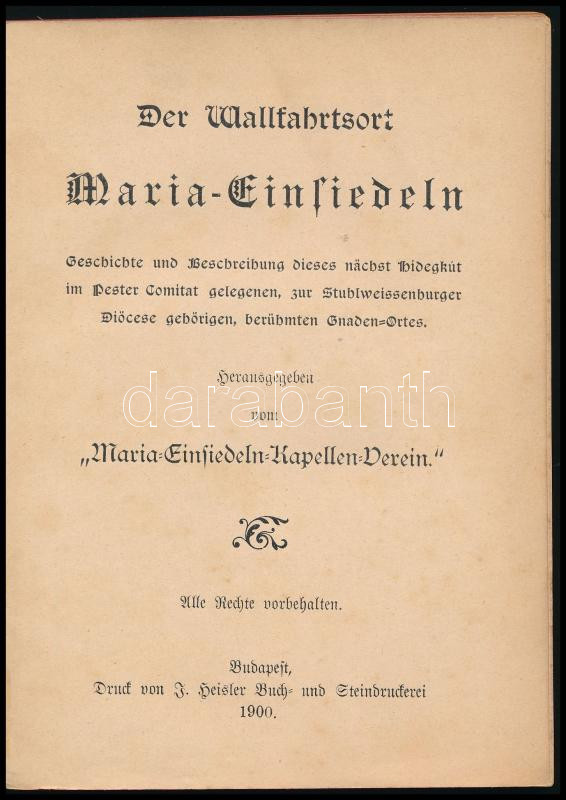 Der Wallfahrtsort
Maria-Einsiedeln
Geschichte und Beschreibung dieses nächst Hidegkút
im Pester Comitat gelegenen, zur Stuhlweissenburger
Diöcese gehörigen, berühmten Gnaden-Ortes.
Herausgegeben
darabanth
von:
„Maria-Einsiedeln-Kapellen-Verein.“
Alle Rechte vorbehalten.
Budapest,
Druck von J. Heisler Buch- und Steindruckerei
1900.